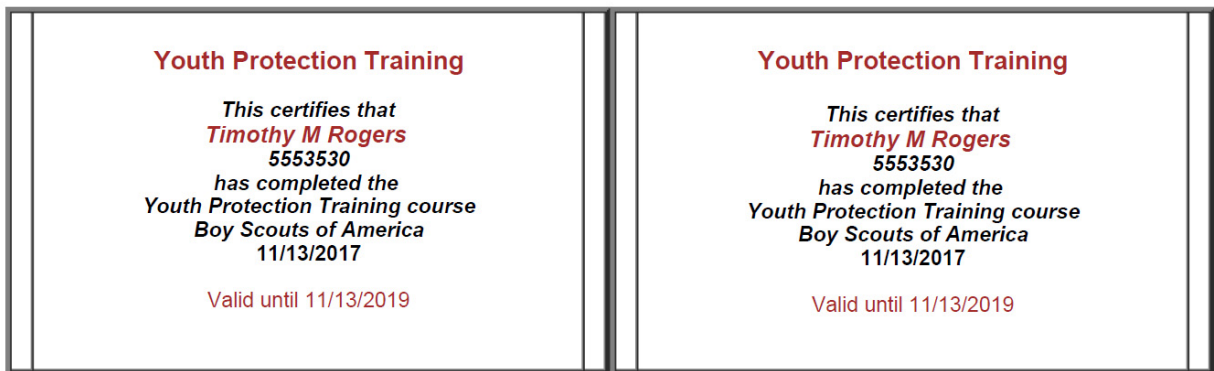 Youth Protection Training
This certifies that
Timothy M Rogers
5553530
has completed the
Youth Protection Training course
Boy Scouts of America
11/13/2017
Valid until 11/13/2019
Youth Protection Training
This certifies that
Timothy M Rogers
5553530
has completed the
Youth Protection Training course
Boy Scouts of America
11/13/2017
Valid until 11/13/2019